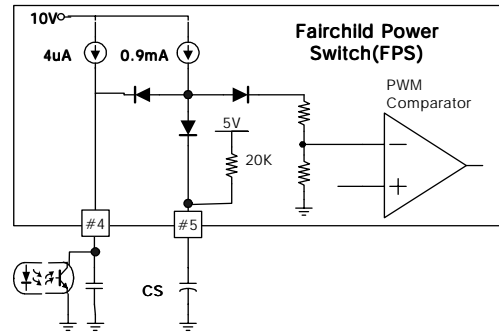 10V
Fairchild Power
Switch(FPS)
4uA
0.9mA
PWM
Comparator
5V
20K
−
+
#4
#5
CS